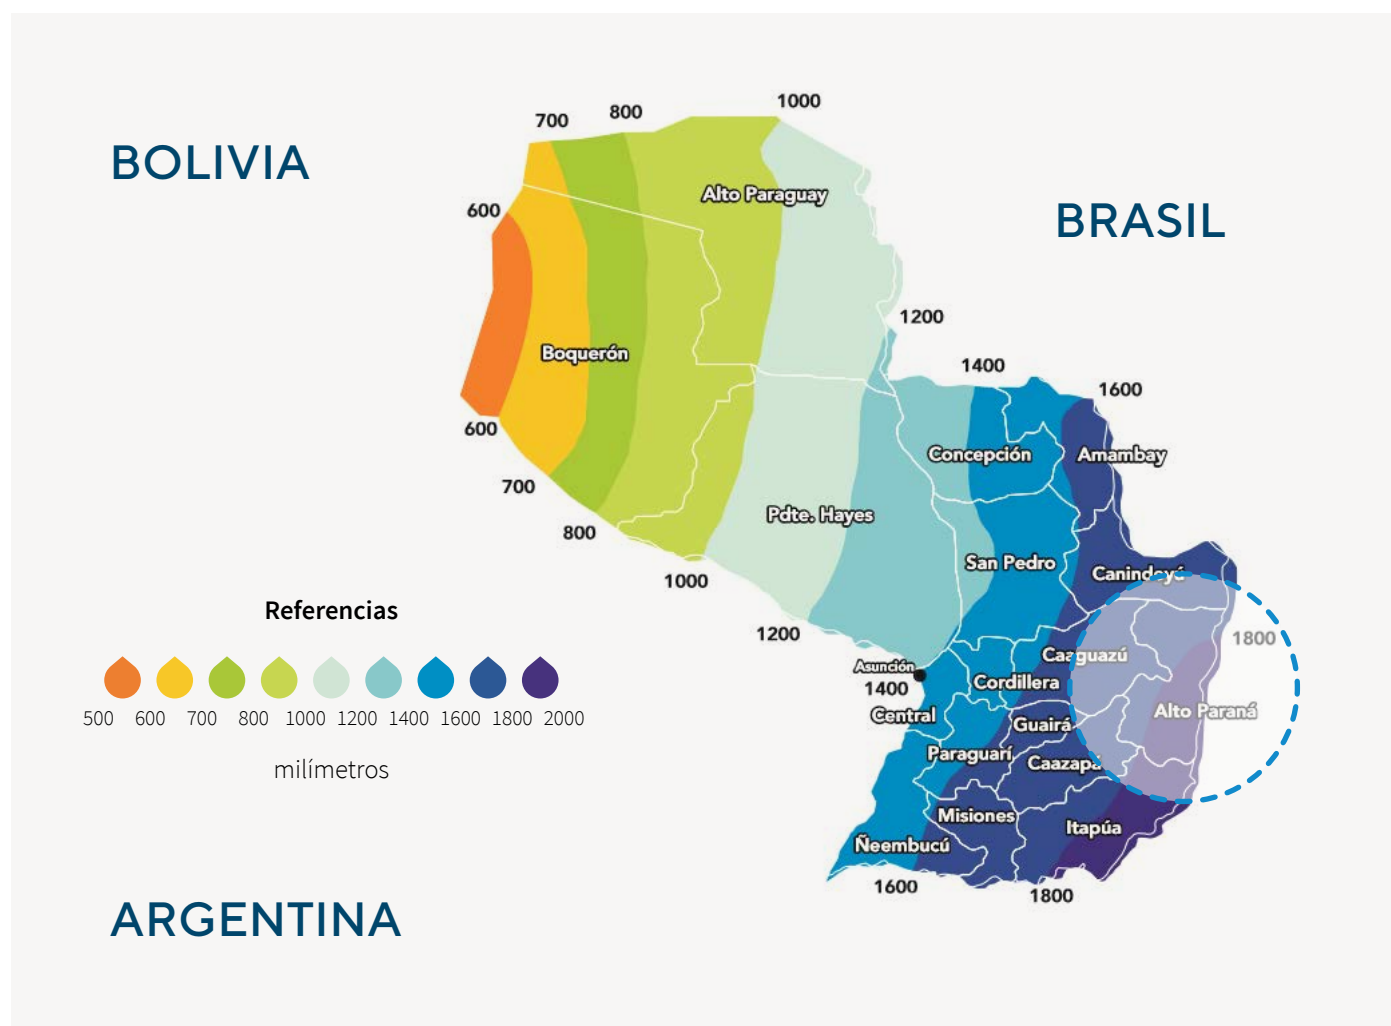 1000
700
800
BOLIVIA
Alto Paraguay
600
BRASIL
1200
Boquerón
1400
1600
600
Concepción
Amambay
700
Pdte. Hayes
800
San Pedro
Canindeyú
1000
Referencias
1200
1800
Caaguazú
Asunción
1400
Cordillera
Central
Alto Paraná
500 600 700 800 1000 1200 1400 1600 1800 2000
Guairá
Paraguarí
Caazapá
milímetros
Misiones
Itapúa
Ñeembucú
1600
1800
ARGENTINA